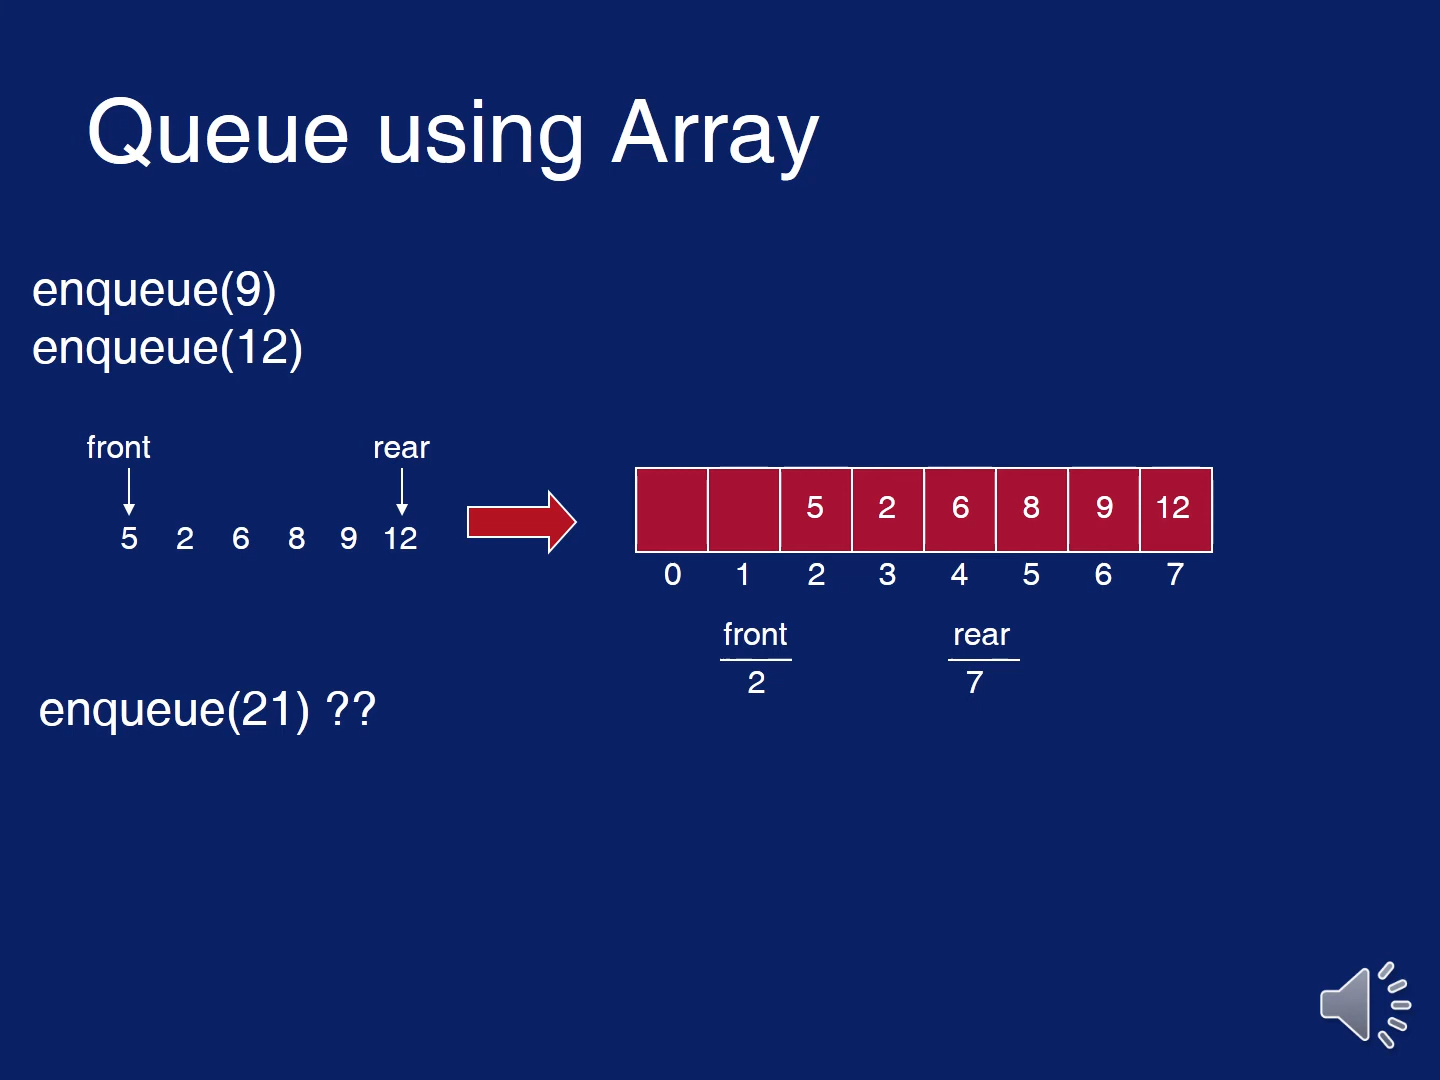 Queue using Array
enqueue(9)
enqueue(12)
front rear
5 2 6 8 9 12
5 2 6 8 9 12
0 1 2 3 4 5 6 7
front rear
2 7
enqueue(21) ??